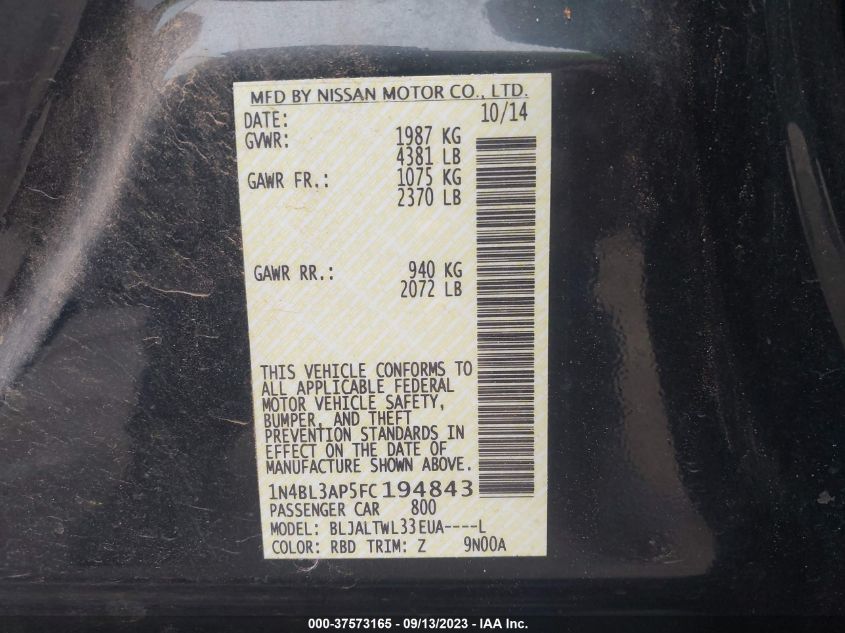 MFD BY NISSAN MOTOR CO., LTD.
DATE: 10/14
GVWR: 1987 KG
4381 LB
GAWR FR.: 1075 KG
2370 LB
GAWR RR.: 940 KG
2072 LB
THIS VEHICLE CONFORMS TO
ALL APPLICABLE FEDERAL
MOTOR VEHICLE SAFETY,
BUMPER, AND THEFT
PREVENTION STANDARDS IN
EFFECT ON THE DATE OF
MANUFACTURE SHOWN ABOVE.
1N4BL3AP5FC194843
PASSENGER CAR 800
MODEL: BLJALTWL33EUA----L
COLOR: RBD TRIM: Z 9N00A
000-37573165 - 09/13/2023 - IAA Inc.